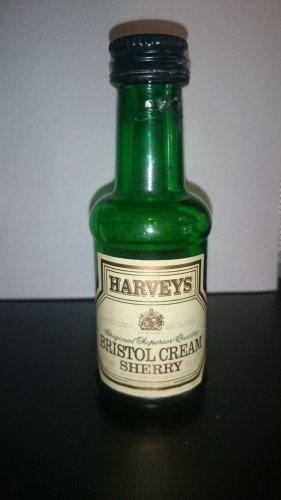 HARVEYS
Original Superior Quality
BRISTOL CREAM
SHERRY